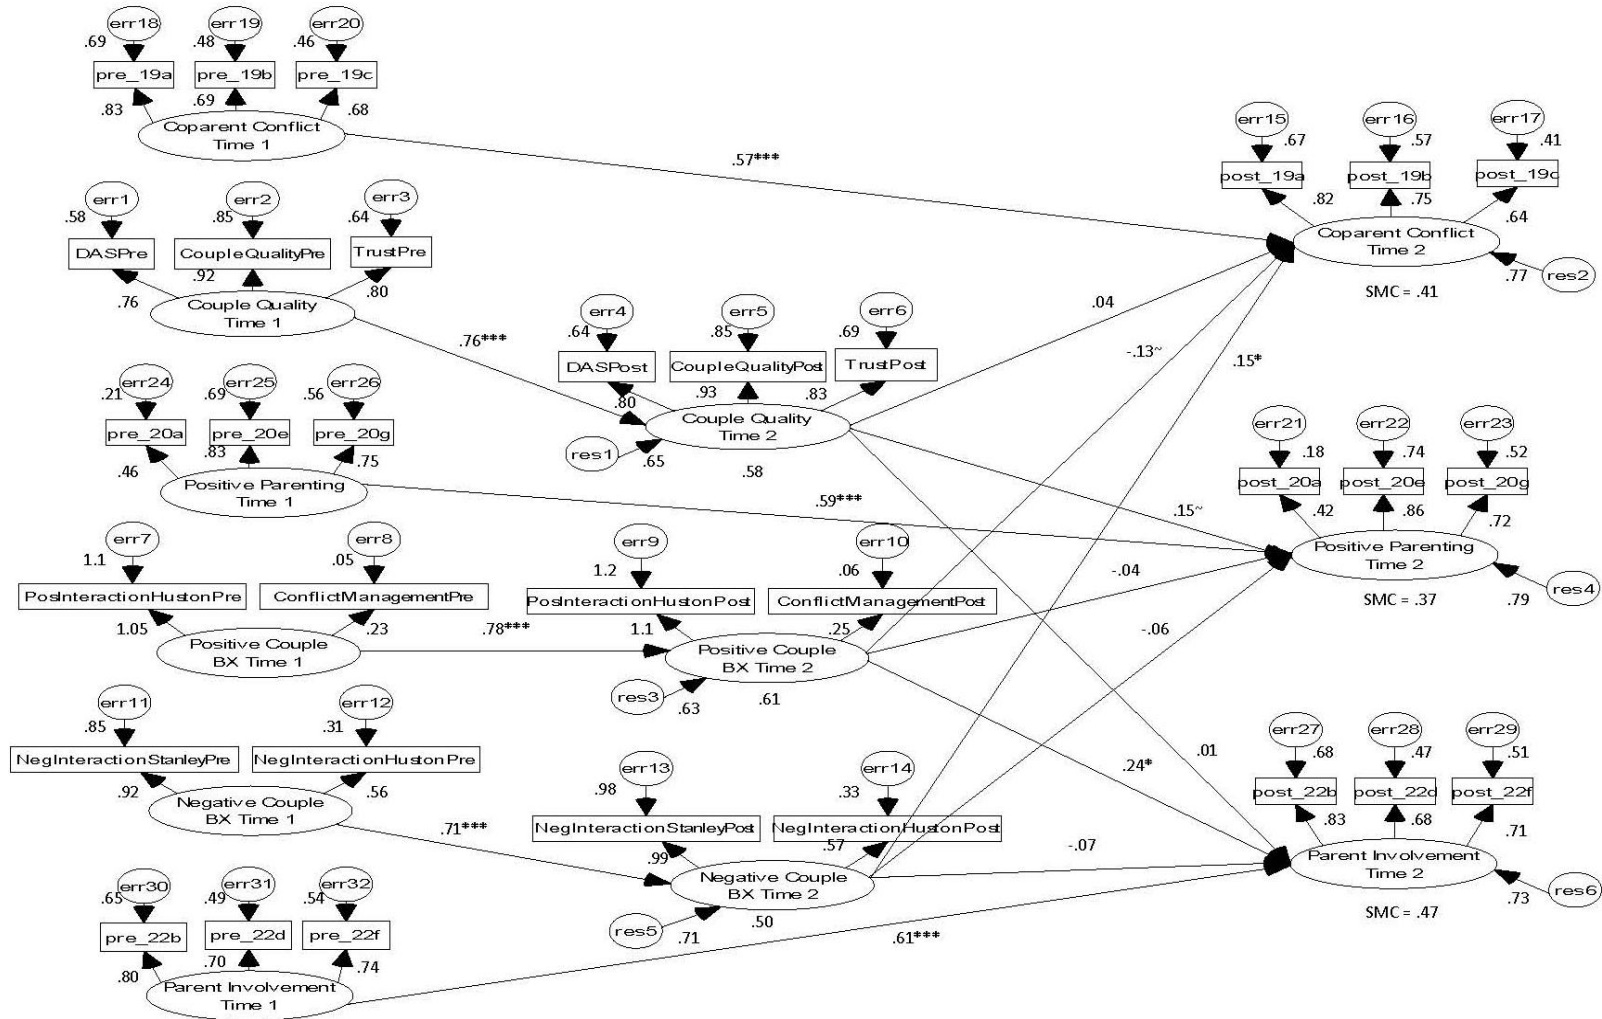 err18 err19 err20
.69 .48 .46
pre_19a pre_19b pre_19c
.83 .69 .68
Coparent Conflict
Time 1
.57***
err15 err16 err17
.67 .57 .41
post_19a post_19b post_19c
.82 .75 .64
Coparent Conflict
Time 2
res2
.77
SMC = .41
err1 err2 err3
.58 .85 .64
DASPre CoupleQualityPre TrustPre
.76 .92 .80
Couple Quality
Time 1
.76***
err4 err5 err6
.64 .85 .69
DASPost CoupleQualityPost TrustPost
.80 .93 .83
Couple Quality
Time 2
res1
.65
.58
.04
-.13~
.15*
err24 err25 err26
.21 .69 .56
pre_20a pre_20e pre_20g
.46 .83 .75
Positive Parenting
Time 1
.59***
.15~
-.04
-.06
err21 err22 err23
.18 .74 .52
post_20a post_20e post_20g
.42 .86 .72
Positive Parenting
Time 2
res4
.79
SMC = .37
err7 err8
1.1 .05
PosInteractionHustonPre ConflictManagementPre
1.05 .23
Positive Couple
BX Time 1
.78***
err9 err10
1.2 .06
PosInteractionHustonPost ConflictManagementPost
1.1 .25
Positive Couple
BX Time 2
res3
.63
.61
err11 err12
.85 .31
NegInteractionStanleyPre NegInteractionHustonPre
.92 .56
Negative Couple
BX Time 1
.71***
err13 err14
.98 .33
NegInteractionStanleyPost NegInteractionHustonPost
.99 .57
Negative Couple
BX Time 2
res5
.71
.50
.24*
.01
-.07
err27 err28 err29
.68 .47 .51
post_22b post_22d post_22f
.83 .68 .71
Parent Involvement
Time 2
res6
.73
SMC = .47
err30 err31 err32
.65 .49 .54
pre_22b pre_22d pre_22f
.80 .70 .74
Parent Involvement
Time 1
.61***